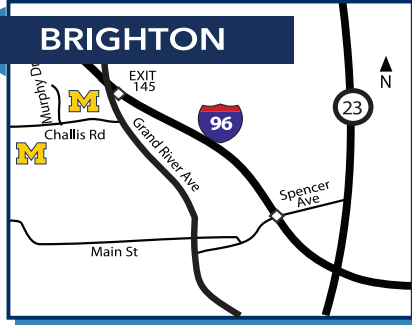 BRIGHTON
EXIT
145
Murphy Dr
M
Challis Rd
M
Grand River Ave
96
23
N
Spencer
Ave
Main St